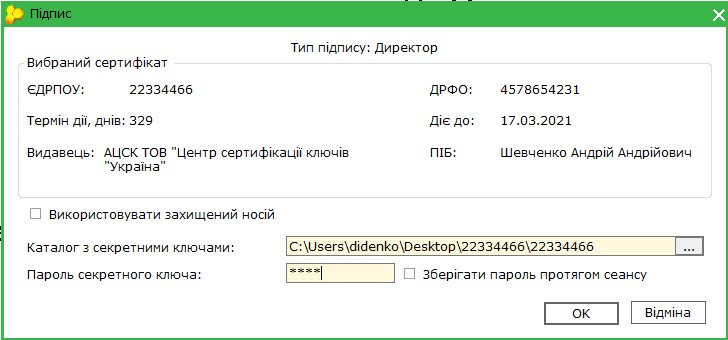 Підпис
Тип підпису: Директор
Вибраний сертифікат
ЄДРПОУ: 22334466 ДРФО: 4578654231
Термін дії, днів: 329 Діє до: 17.03.2021
Видавець: АЦСК ТОВ "Центр сертифікації ключів ПІБ: Шевченко Андрій Андрійович
"Україна"
Використовувати захищений носій
Каталог з секретними ключами: C:\Users\didenko\Desktop\22334466\22334466 ...
Пароль секретного ключа: **** Зберігати пароль протягом сеансу
OK Відміна